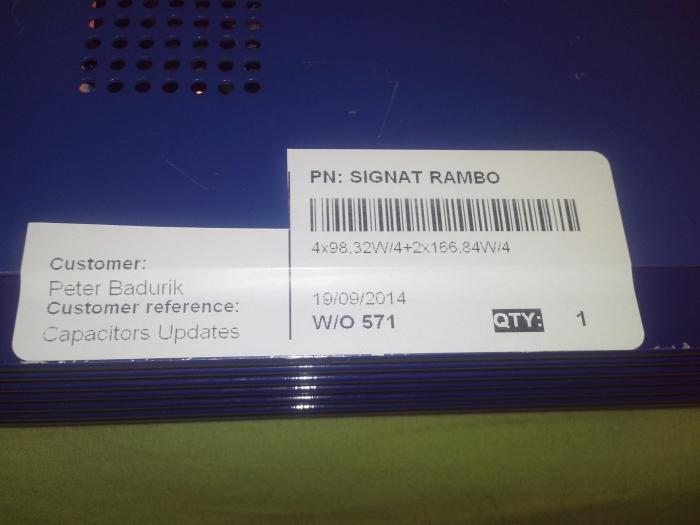 PN: SIGNAT RAMBO
4x98,32W/4+2x166,84W/4
19/09/2014
W/O 571
QTY: 1
Customer:
Peter Badurik
Customer reference:
Capacitors Updates